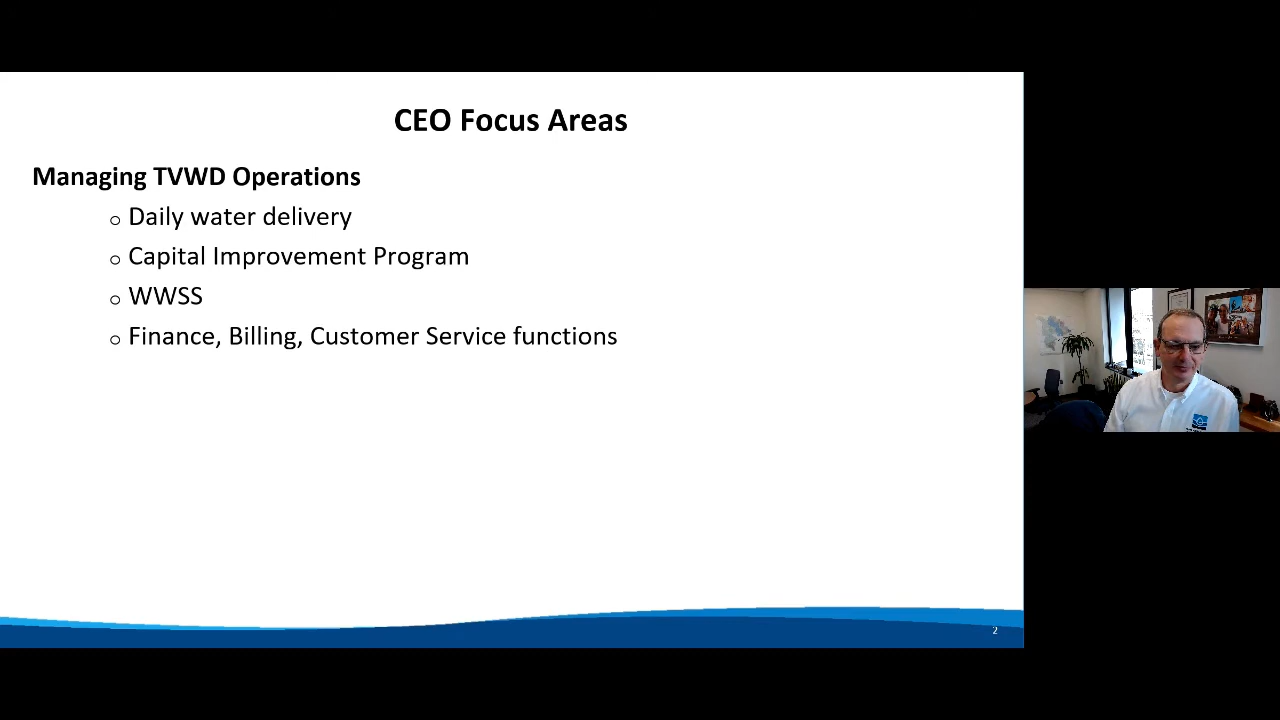 CEO Focus Areas
Managing TVWD Operations
o Daily water delivery
o Capital Improvement Program
o WWSS
o Finance, Billing, Customer Service functions
2